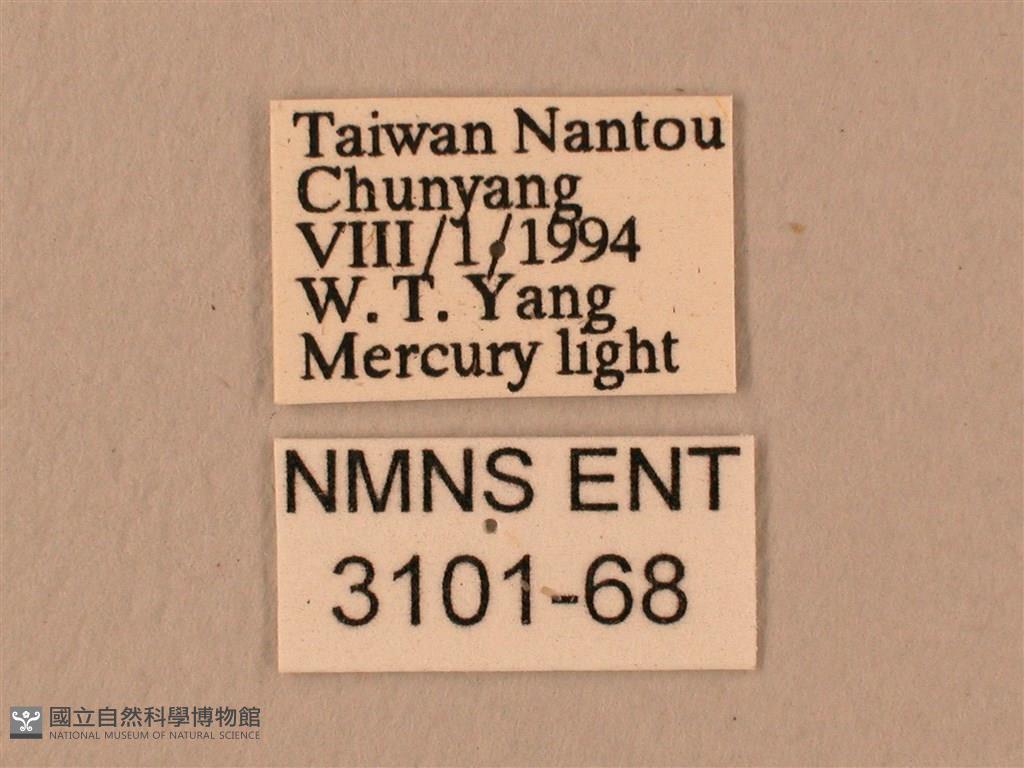 Taiwan Nantou
Chunyang
VIII/1/1994
W. T. Yang
Mercury light
NMNS ENT
3101-68
國立自然科學博物館
NATIONAL MUSEUM OF NATURAL SCIENCE